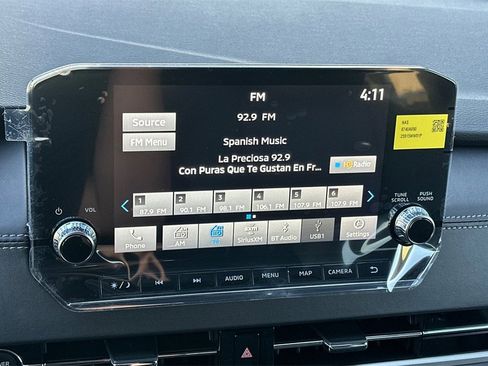 FM
4:11
92.9 FM
Source
FM Menu
Spanish Music
La Preciosa 92.9
Con Puras Que Te Gustan En Fr...
Radio
1 2 3 4 5 6
87.9 FM 90.1 FM 98.1 FM 106.1 FM 107.9 FM 107.9 FM
VOL
TUNE SCROLL
PUSH SOUND
Phone AM FM SiriusXM BT Audio USB1 Settings
AUDIO MENU MAP CAMERA